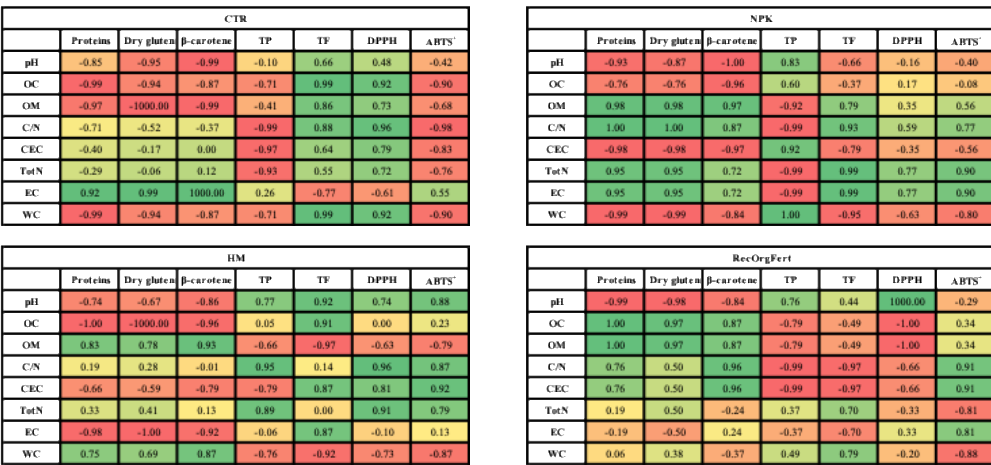 CTR
Proteins Dry gluten β-carotene TP TF DPPH ABTS·
pH -0.85 -0.95 -0.99 -0.10 0.66 0.48 -0.42
OC -0.99 -0.94 -0.87 -0.71 0.99 0.92 -0.90
OM -0.97 -1000.00 -0.99 -0.41 0.86 0.73 -0.68
C/N -0.71 -0.52 -0.37 -0.99 0.88 0.96 -0.98
CEC -0.40 -0.17 0.00 -0.97 0.64 0.79 -0.83
TotN -0.29 -0.06 0.12 -0.93 0.55 0.72 -0.76
EC 0.92 0.99 1000.00 0.26 -0.77 -0.61 0.55
WC -0.99 -0.94 -0.87 -0.71 0.99 0.92 -0.90
NPK
Proteins Dry gluten β-carotene TP TF DPPH ABTS·
pH -0.93 -0.87 -1.00 0.83 -0.66 -0.16 -0.40
OC -0.76 -0.76 -0.96 0.60 -0.37 0.17 -0.08
OM 0.98 0.98 0.97 -0.92 0.79 0.35 0.56
C/N 1.00 1.00 0.87 -0.99 0.93 0.59 0.77
CEC -0.98 -0.98 -0.97 0.92 -0.79 -0.35 -0.56
TotN 0.95 0.95 0.72 -0.99 0.99 0.77 0.90
EC 0.95 0.95 0.72 -0.99 0.99 0.77 0.90
WC -0.99 -0.99 -0.84 1.00 -0.95 -0.63 -0.80
HM
Proteins Dry gluten β-carotene TP TF DPPH ABTS·
pH -0.74 -0.67 -0.86 0.77 0.92 0.74 0.88
OC -1.00 -1000.00 -0.96 0.05 0.91 0.00 0.23
OM 0.83 0.78 0.93 -0.66 -0.97 -0.63 -0.79
C/N 0.19 0.28 -0.01 0.95 0.14 0.96 0.87
CEC -0.66 -0.59 -0.79 -0.79 0.87 0.81 0.92
TotN 0.33 0.41 0.13 0.89 0.00 0.91 0.79
EC -0.98 -1.00 -0.92 -0.06 0.87 -0.10 0.13
WC 0.75 0.69 0.87 -0.76 -0.92 -0.73 -0.87
RecOrgFert
Proteins Dry gluten β-carotene TP TF DPPH ABTS·
pH -0.99 -0.98 -0.84 0.76 0.44 1000.00 -0.29
OC 1.00 0.97 0.87 -0.79 -0.49 -1.00 0.34
OM 1.00 0.97 0.87 -0.79 -0.49 -1.00 0.34
C/N 0.76 0.50 0.96 -0.99 -0.97 -0.66 0.91
CEC 0.76 0.50 0.96 -0.99 -0.97 -0.66 0.91
TotN 0.19 0.50 -0.24 0.37 0.70 -0.33 -0.81
EC -0.19 -0.50 0.24 -0.37 -0.70 0.33 0.81
WC 0.06 0.38 -0.37 0.49 0.79 -0.20 -0.88